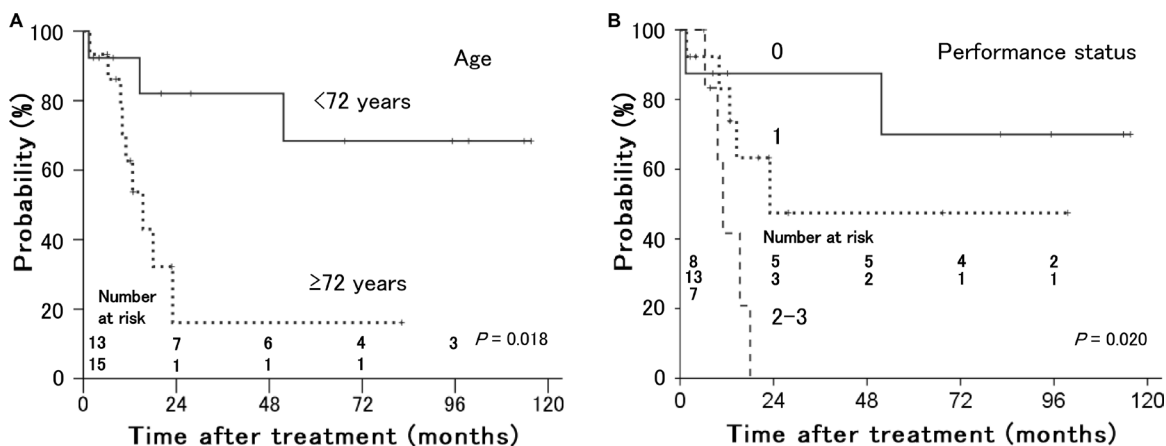 A
Probability (%)
100
80
60
40
20
0
Age
<72 years
≥72 years
Number
at risk
13 7 6 4 3
15 1 1 1
P = 0.018
0 24 48 72 96 120
Time after treatment (months)
B
Probability (%)
100
80
60
40
20
0
0
Performance status
1
Number at risk
8 5 5 4 2
13 3 2 1 1
7
2–3
P = 0.020
0 24 48 72 96 120
Time after treatment (months)